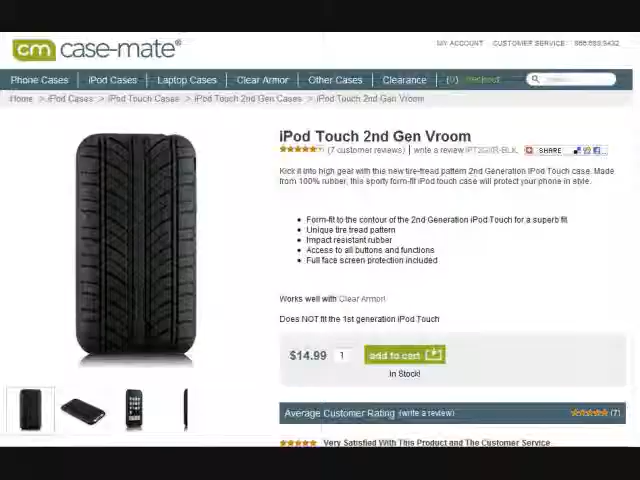 cm case-mate®
MY ACCOUNT CUSTOMER SERVICE
Phone Cases iPod Cases Laptop Cases Clear Armor Other Cases Clearance (0) checkout
Home > iPod Cases > iPod Touch Cases > iPod Touch 2nd Gen Cases > iPod Touch 2nd Gen Vroom
iPod Touch 2nd Gen Vroom
(7 customer reviews) | write a review SHARE
Kick it into high gear with this new tire-tread pattern 2nd Generation iPod Touch case. Made
from 100% rubber, this sporty form-fit iPod touch case will protect your phone in style.
Form-fit to the contour of the 2nd Generation iPod Touch for a superb fit
Unique tire tread pattern
Impact resistant rubber
Access to all buttons and functions
Full face screen protection included
Works well with Clear Armor!
Does NOT fit the 1st generation iPod Touch
$14.99 1 add to cart
In Stock!
Average Customer Rating (write a review) (7)
Very Satisfied With This Product and The Customer Service